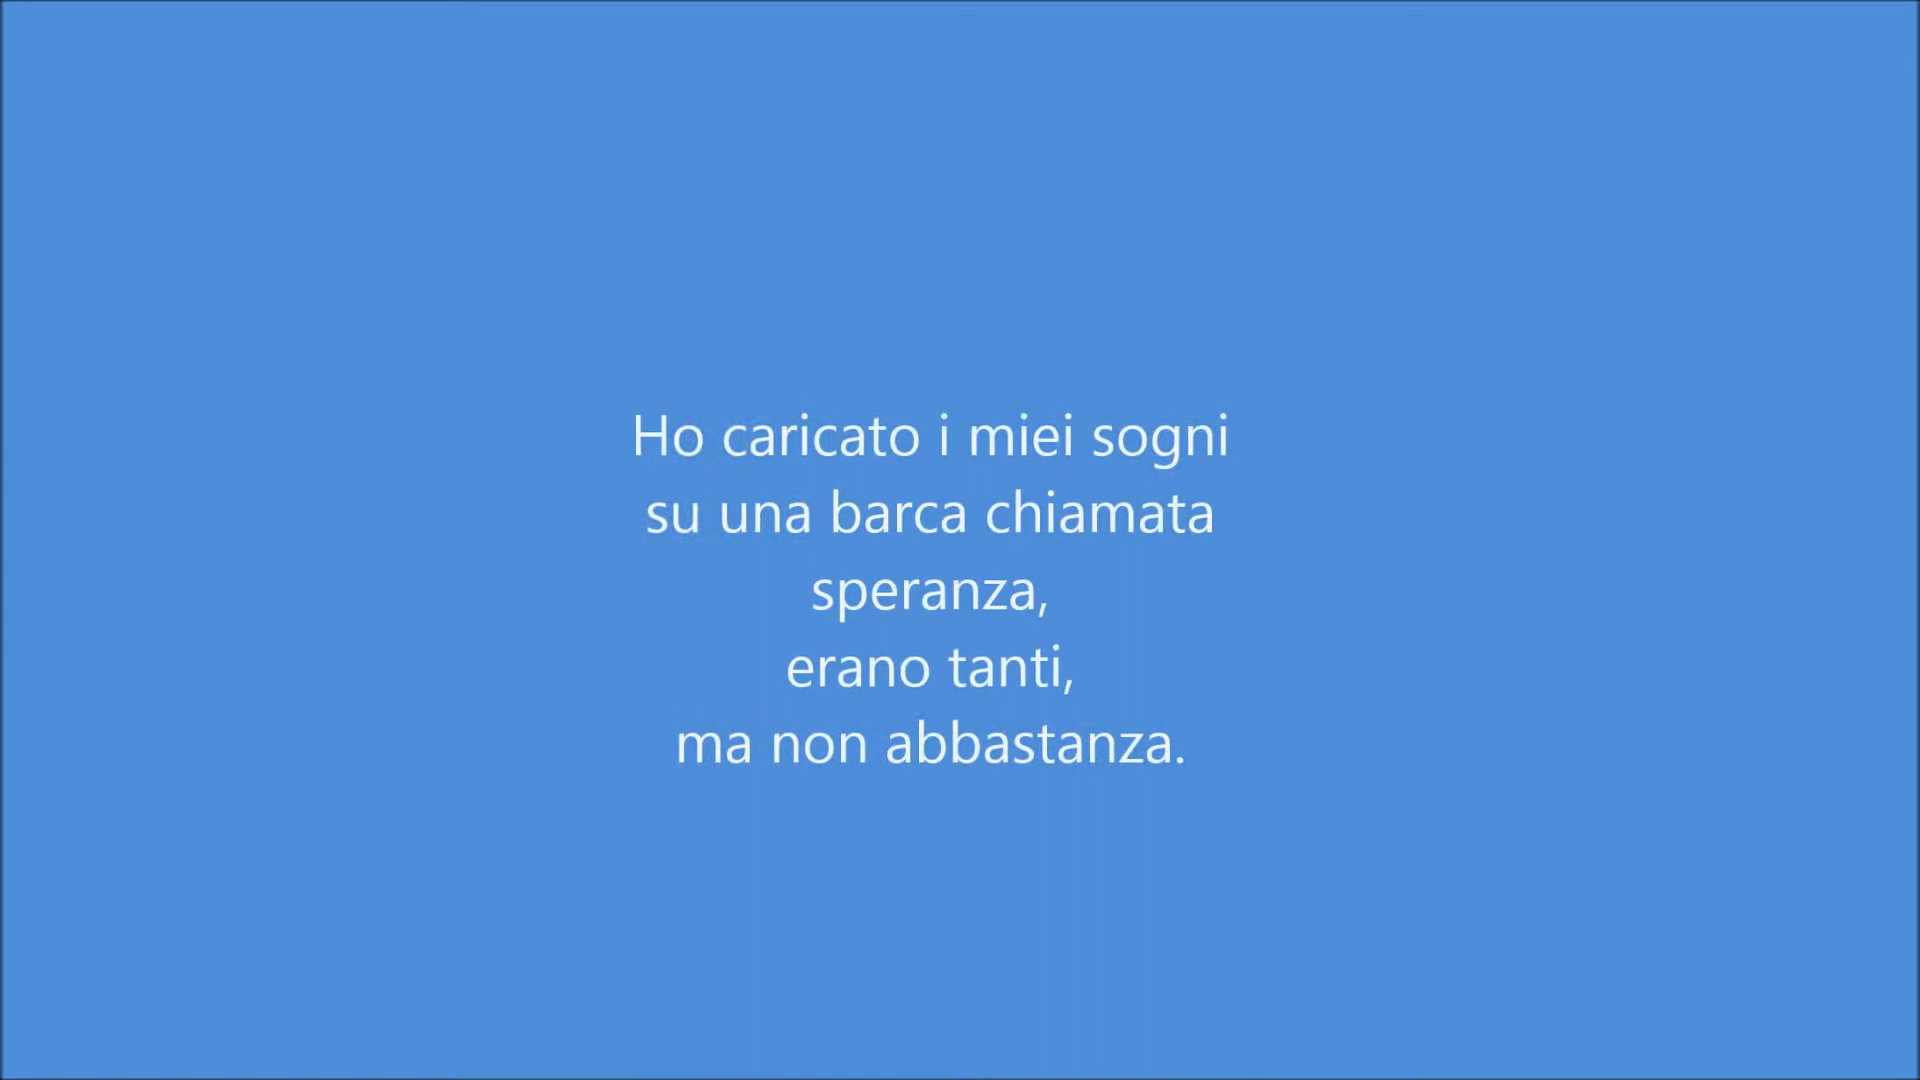 Ho caricato i miei sogni
su una barca chiamata
speranza,
erano tanti,
ma non abbastanza.